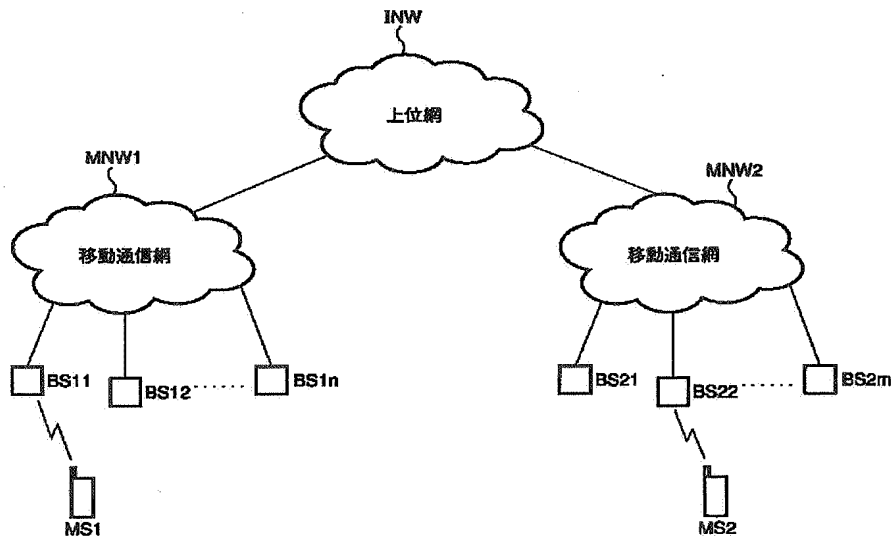 INW
上位網
MNW1
MNW2
移動通信網
移動通信網
BS11
BS12
BS1n
BS21
BS22
BS2m
MS1
MS2